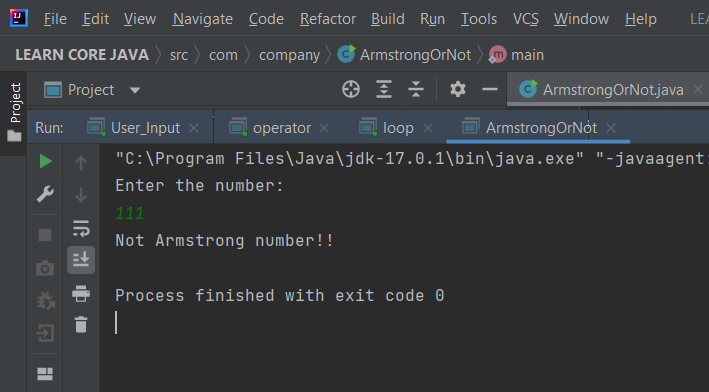 File Edit View Navigate Code Refactor Build Run Tools VCS Window Help LE
LEARN CORE JAVA src com company ArmstrongOrNot main
Project Project ArmstrongOrNot.java
Run: User_Input operator loop ArmstrongOrNot
"C:\Program Files\Java\jdk-17.0.1\bin\java.exe" "-javaagent:
Enter the number:
111
Not Armstrong number!!
Process finished with exit code 0